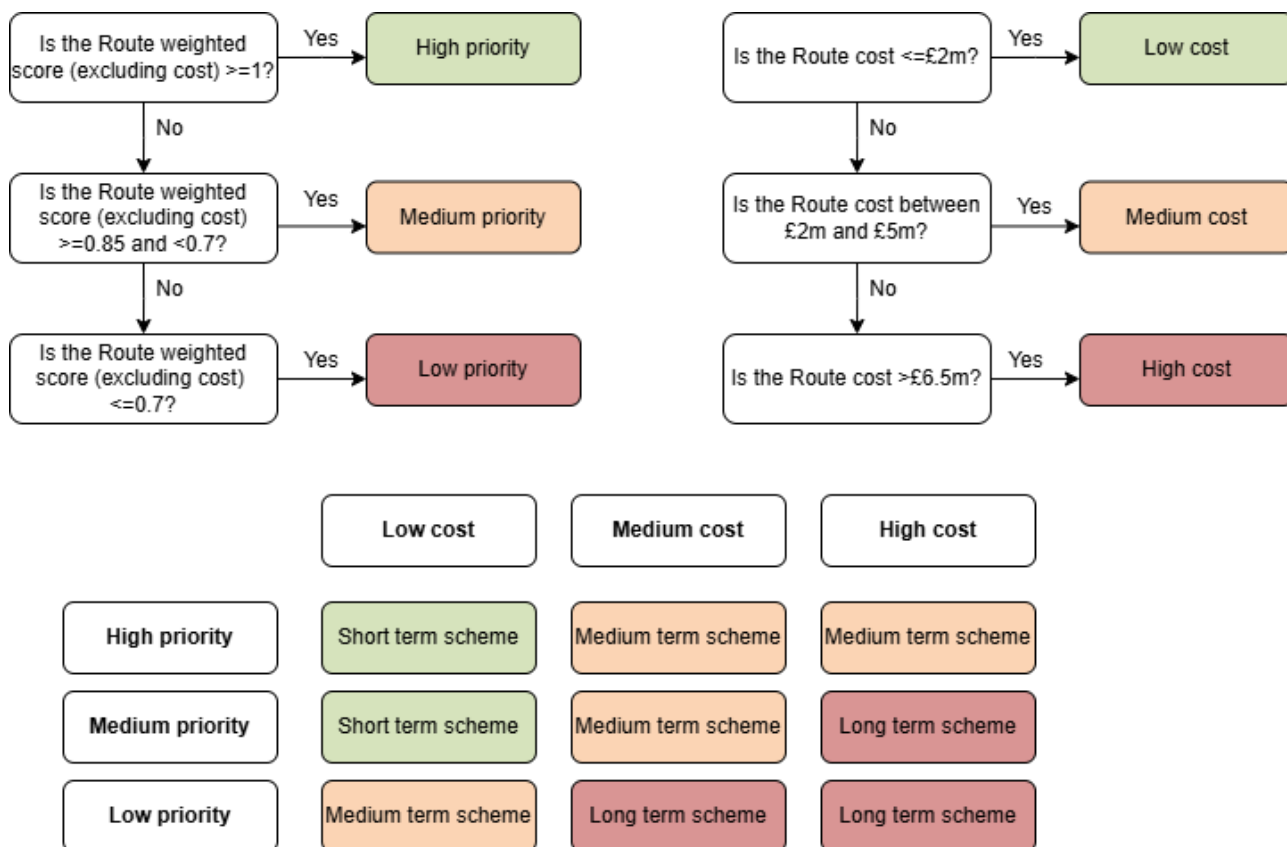 Is the Route weighted
score (excluding cost) >=1?
Yes
High priority
No
Is the Route weighted
score (excluding cost)
>=0.85 and <0.7?
Yes
Medium priority
No
Is the Route weighted
score (excluding cost)
<=0.7?
Yes
Low priority
Is the Route cost <=£2m?
Yes
Low cost
No
Is the Route cost between
£2m and £5m?
Yes
Medium cost
No
Is the Route cost >£6.5m?
Yes
High cost
Low cost
Medium cost
High cost
High priority
Short term scheme
Medium term scheme
Medium term scheme
Medium priority
Short term scheme
Medium term scheme
Long term scheme
Low priority
Medium term scheme
Long term scheme
Long term scheme